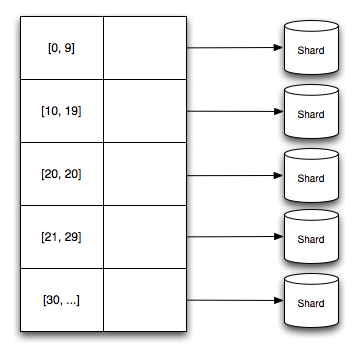 [0, 9]
Shard
[10, 19]
Shard
[20, 20]
Shard
[21, 29]
Shard
[30, ...]
Shard